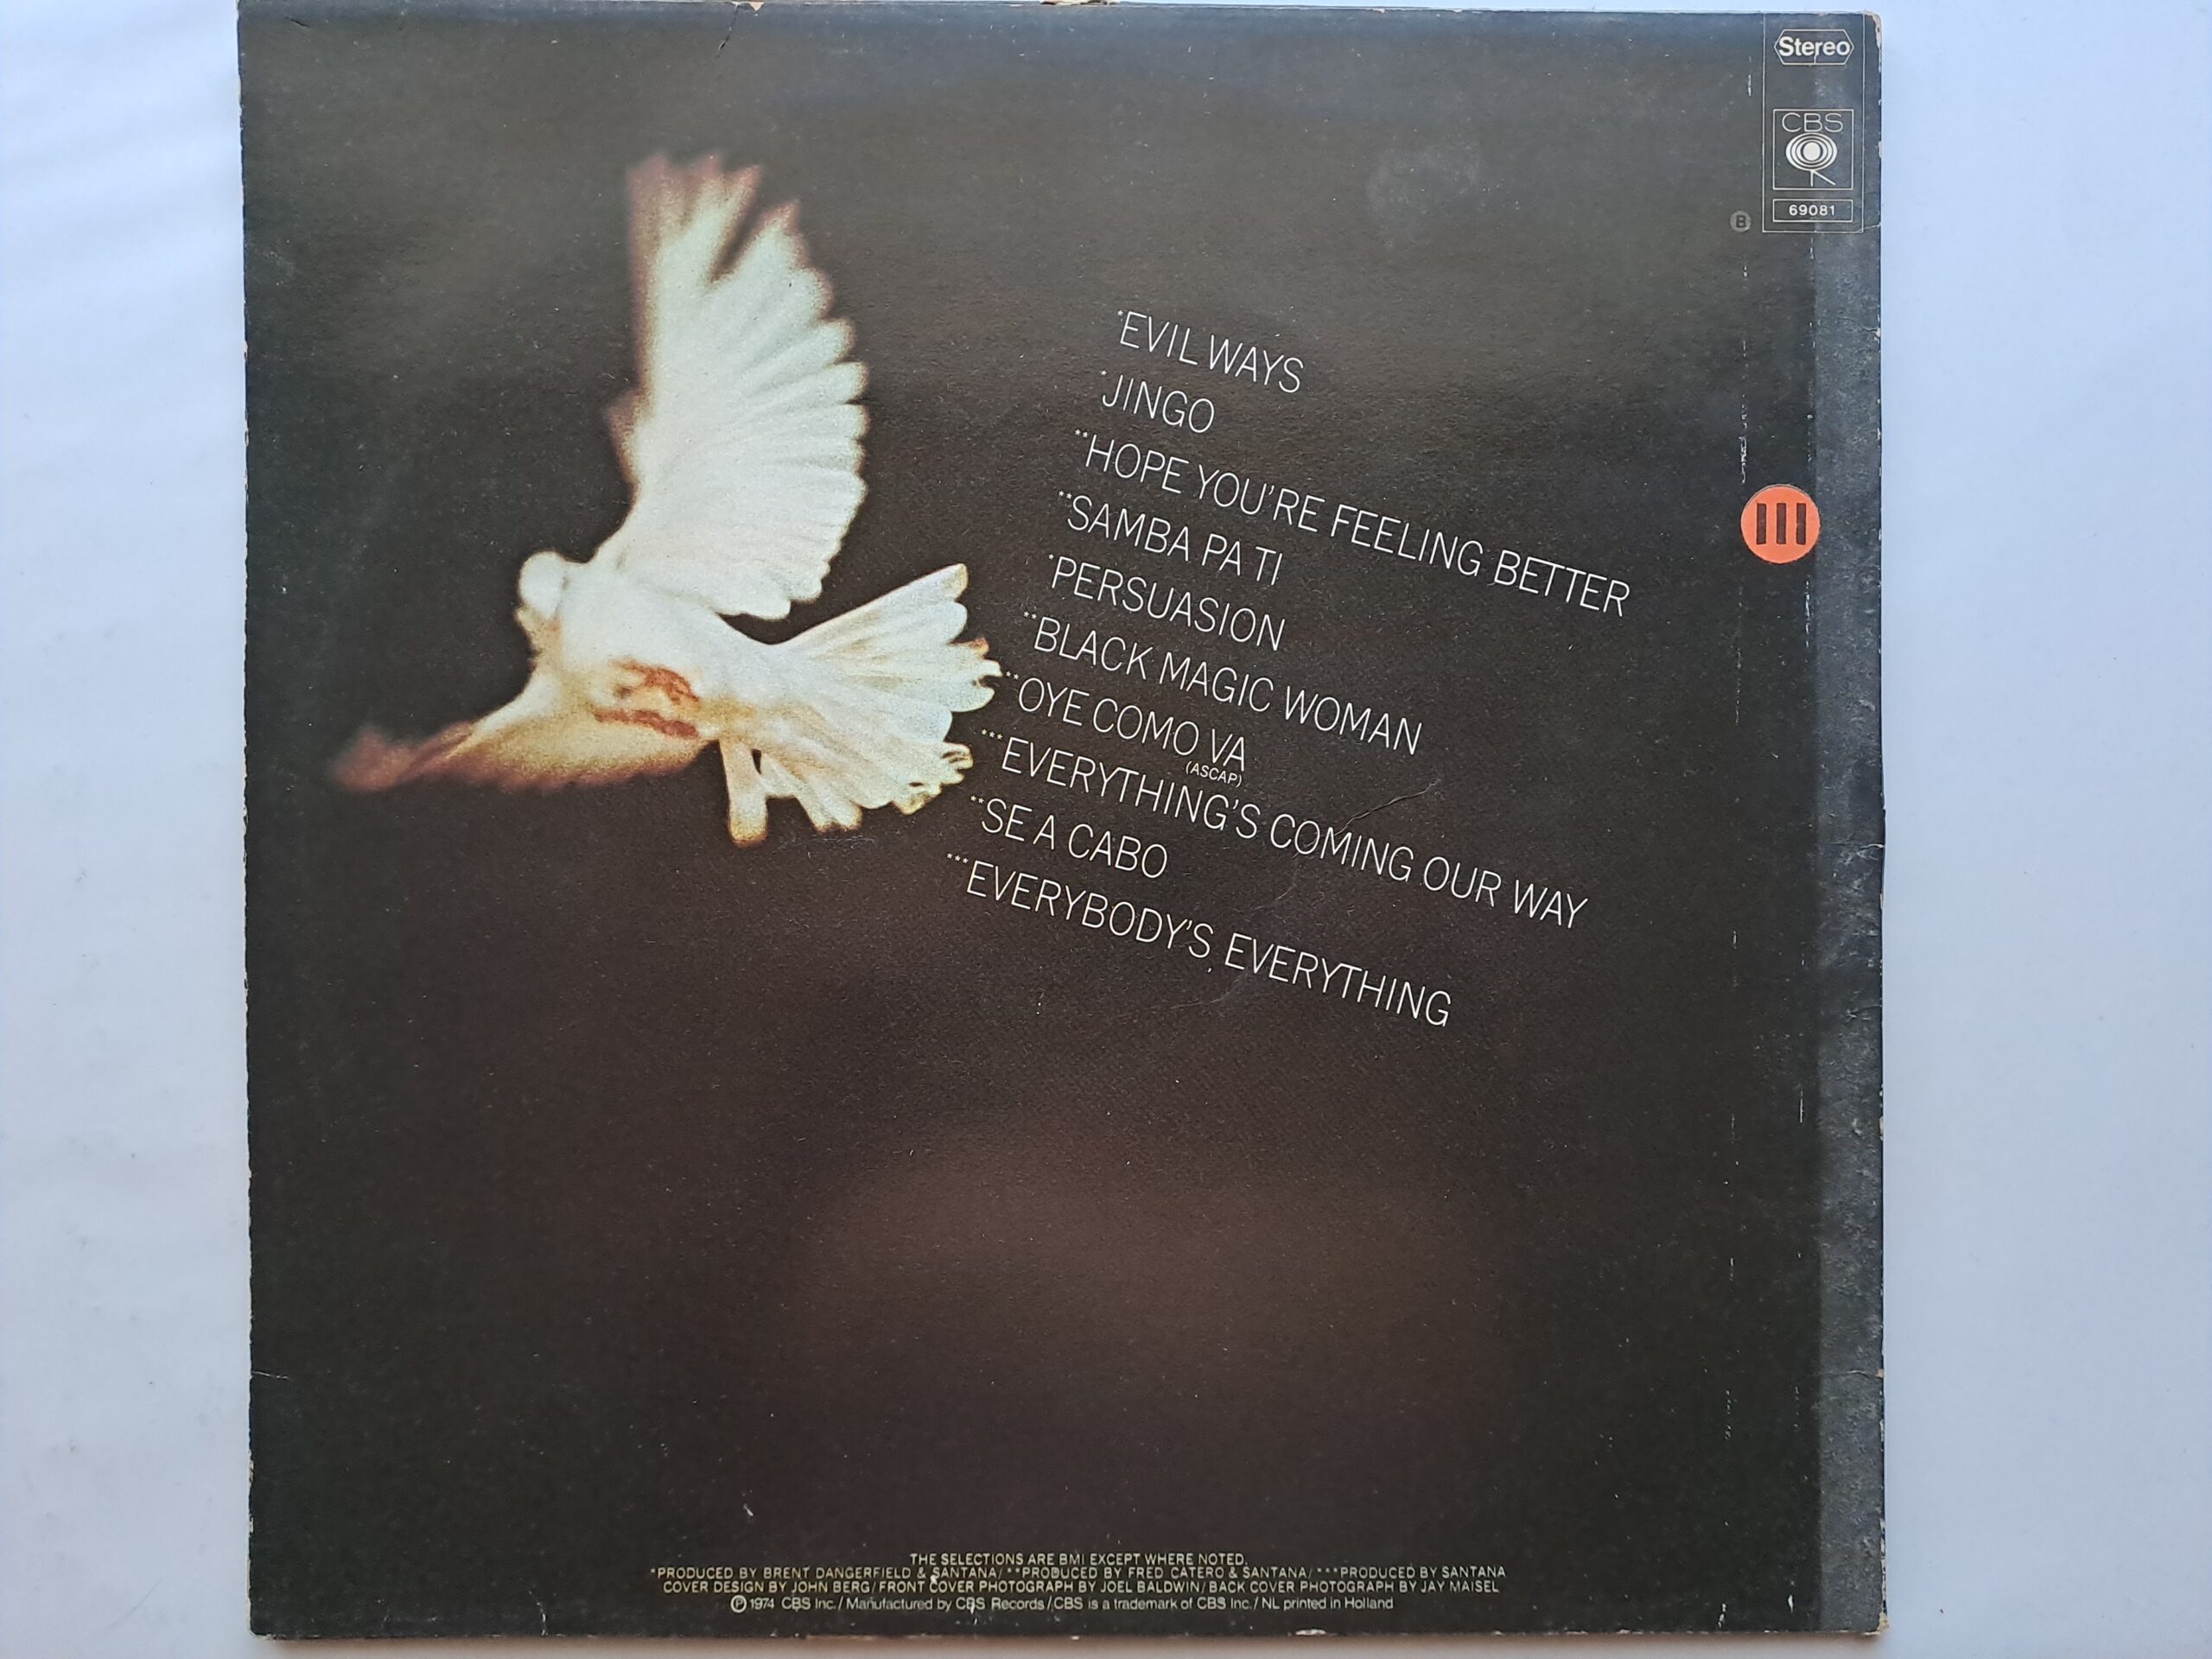 Stereo
CBS
69081
B
*EVIL WAYS
*JINGO
**HOPE YOU'RE FEELING BETTER
**SAMBA PA TI
*PERSUASION
**BLACK MAGIC WOMAN
**OYE COMO VA
(ASCAP)
***EVERYTHING'S COMING OUR WAY
**SE A CABO
***EVERYBODY'S EVERYTHING
III
THE SELECTIONS ARE BMI EXCEPT WHERE NOTED.
*PRODUCED BY BRENT DANGERFIELD & SANTANA/**PRODUCED BY FRED CATERO & SANTANA/***PRODUCED BY SANTANA
COVER DESIGN BY JOHN BERG/FRONT COVER PHOTOGRAPH BY JOEL BALDWIN/BACK COVER PHOTOGRAPH BY JAY MAISEL
Ⓟ 1974 CBS Inc./Manufactured by CBS Records/CBS is a trademark of CBS Inc./NL printed in Holland